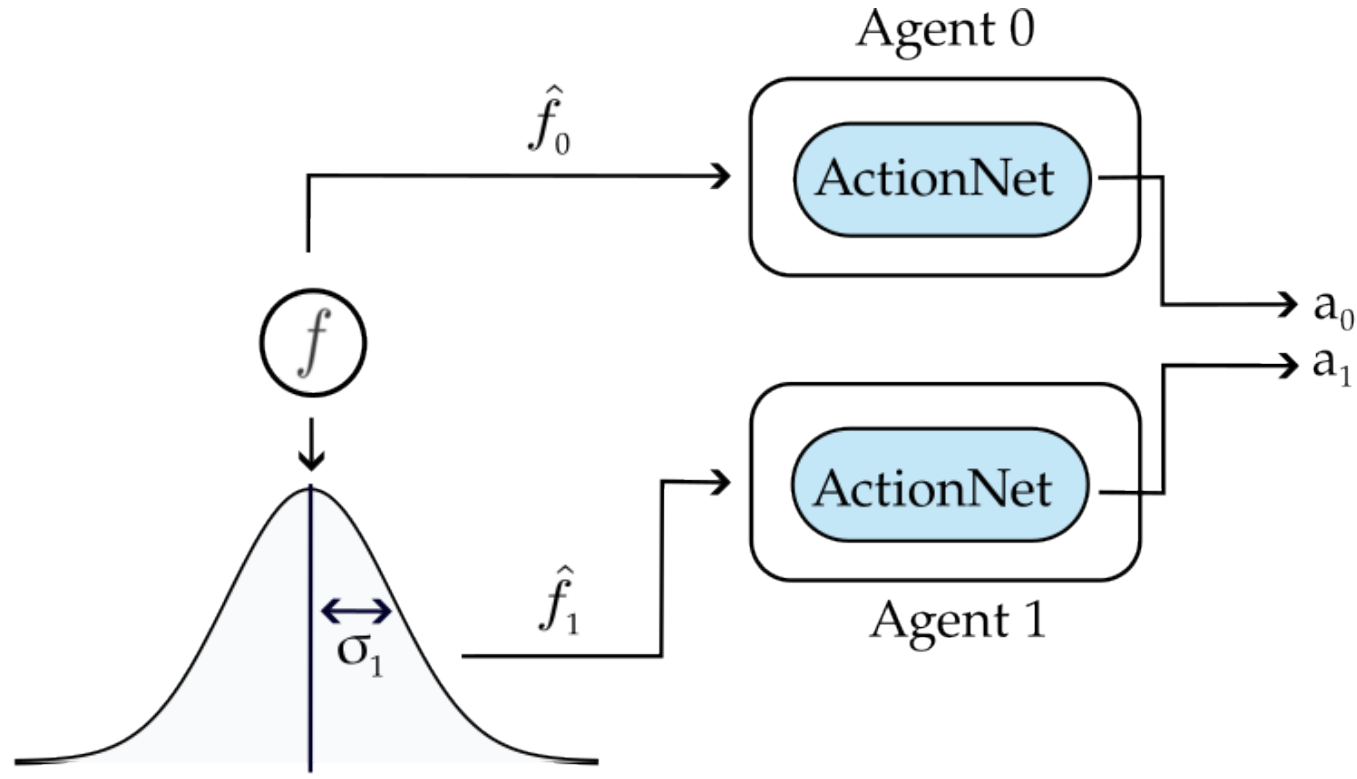 Agent 0
f̂₀
ActionNet
a₀
f
a₁
ActionNet
f̂₁
σ₁
Agent 1